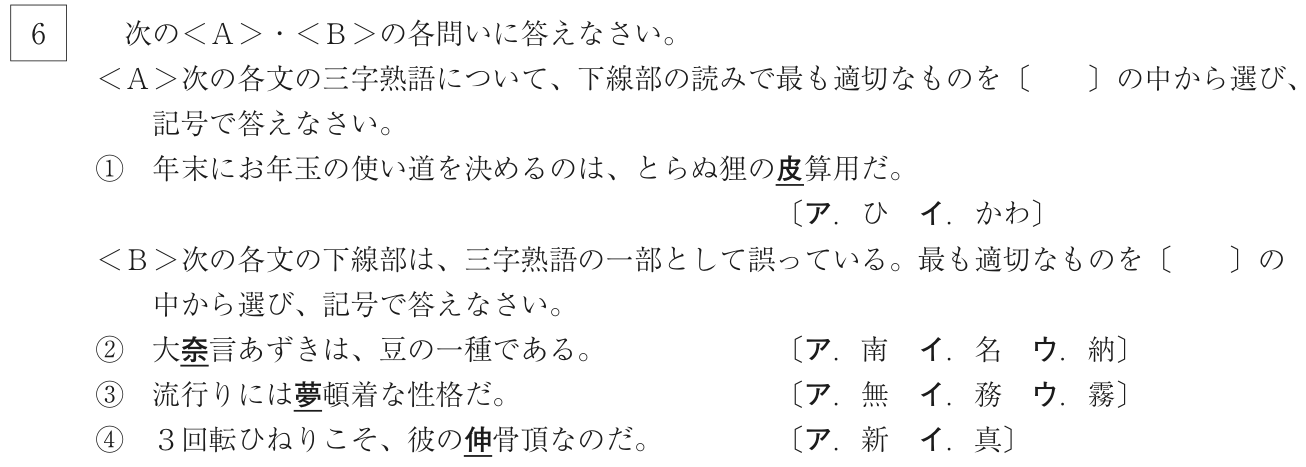 6　次の＜Ａ＞・＜Ｂ＞の各問いに答えなさい。
＜Ａ＞次の各文の三字熟語について、下線部の読みで最も適切なものを〔　　〕の中から選び、
記号で答えなさい。
①　年末にお年玉の使い道を決めるのは、とらぬ狸の皮算用だ。
〔ア．ひ　イ．かわ〕
＜Ｂ＞次の各文の下線部は、三字熟語の一部として誤っている。最も適切なものを〔　　〕の
中から選び、記号で答えなさい。
②　大奈言あずきは、豆の一種である。　〔ア．南　イ．名　ウ．納〕
③　流行りには夢頓着な性格だ。　〔ア．無　イ．務　ウ．霧〕
④　３回転ひねりこそ、彼の伸骨頂なのだ。　〔ア．新　イ．真〕